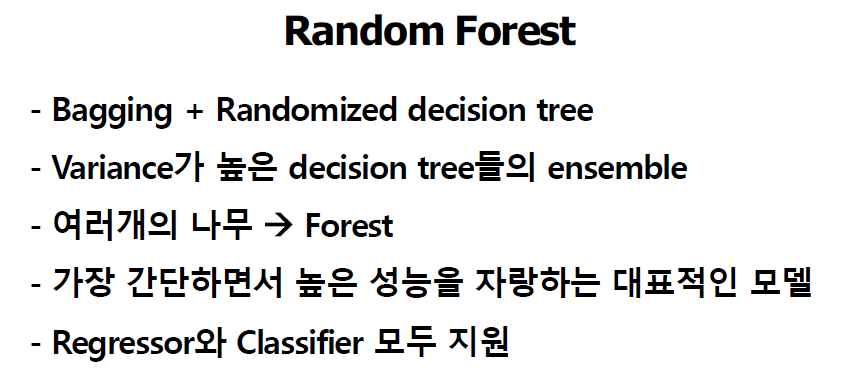 Random Forest
- Bagging + Randomized decision tree
- Variance가 높은 decision tree들의 ensemble
- 여러개의 나무 → Forest
- 가장 간단하면서 높은 성능을 자랑하는 대표적인 모델
- Regressor와 Classifier 모두 지원